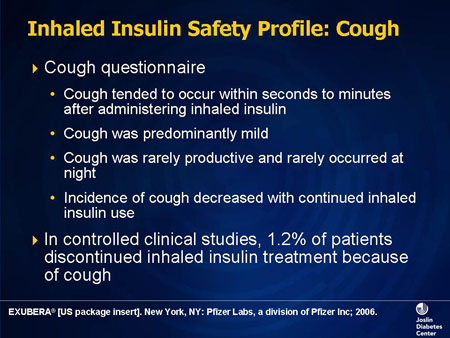 Inhaled Insulin Safety Profile: Cough
Cough questionnaire
• Cough tended to occur within seconds to minutes
after administering inhaled insulin
• Cough was predominantly mild
• Cough was rarely productive and rarely occurred at
night
• Incidence of cough decreased with continued inhaled
insulin use
In controlled clinical studies, 1.2% of patients
discontinued inhaled insulin treatment because
of cough
EXUBERA® [US package insert]. New York, NY: Pfizer Labs, a division of Pfizer Inc; 2006.
Joslin
Diabetes
Center